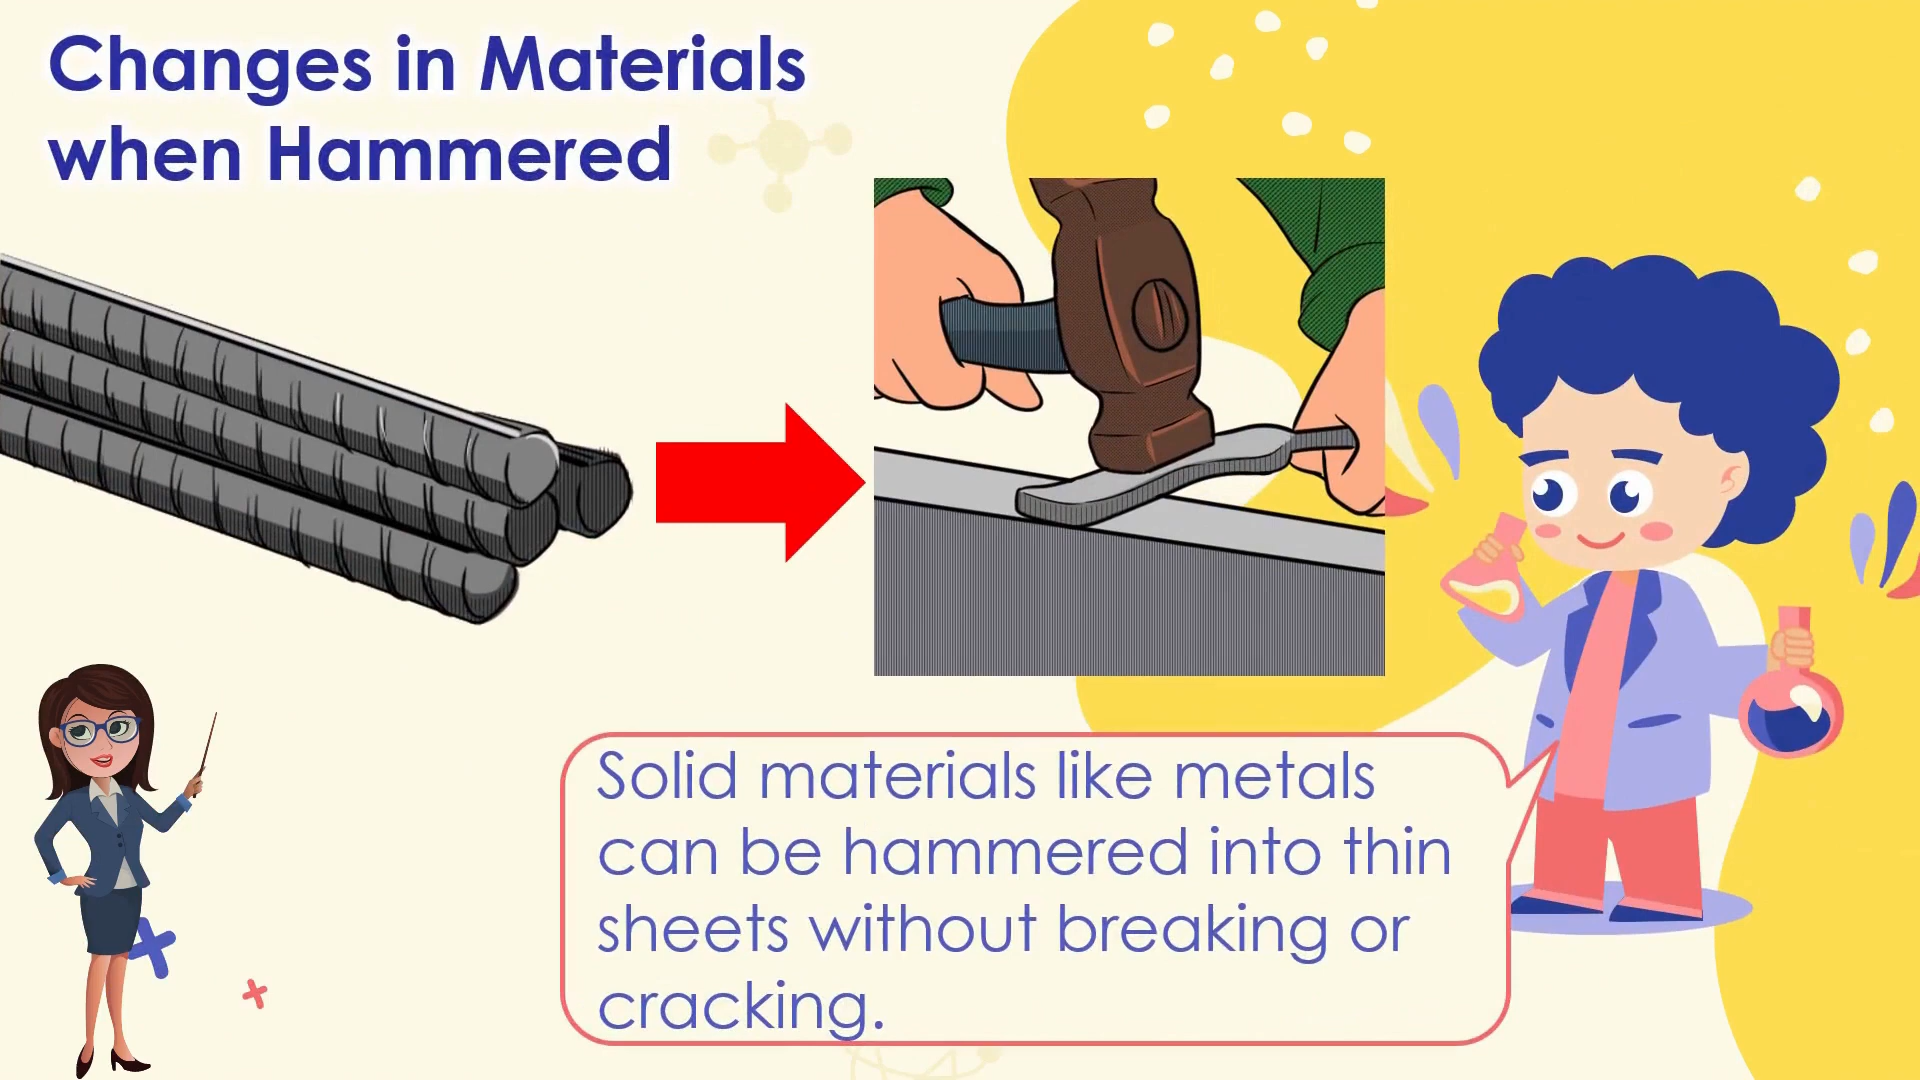 Changes in Materials
when Hammered
Solid materials like metals
can be hammered into thin
sheets without breaking or
cracking.